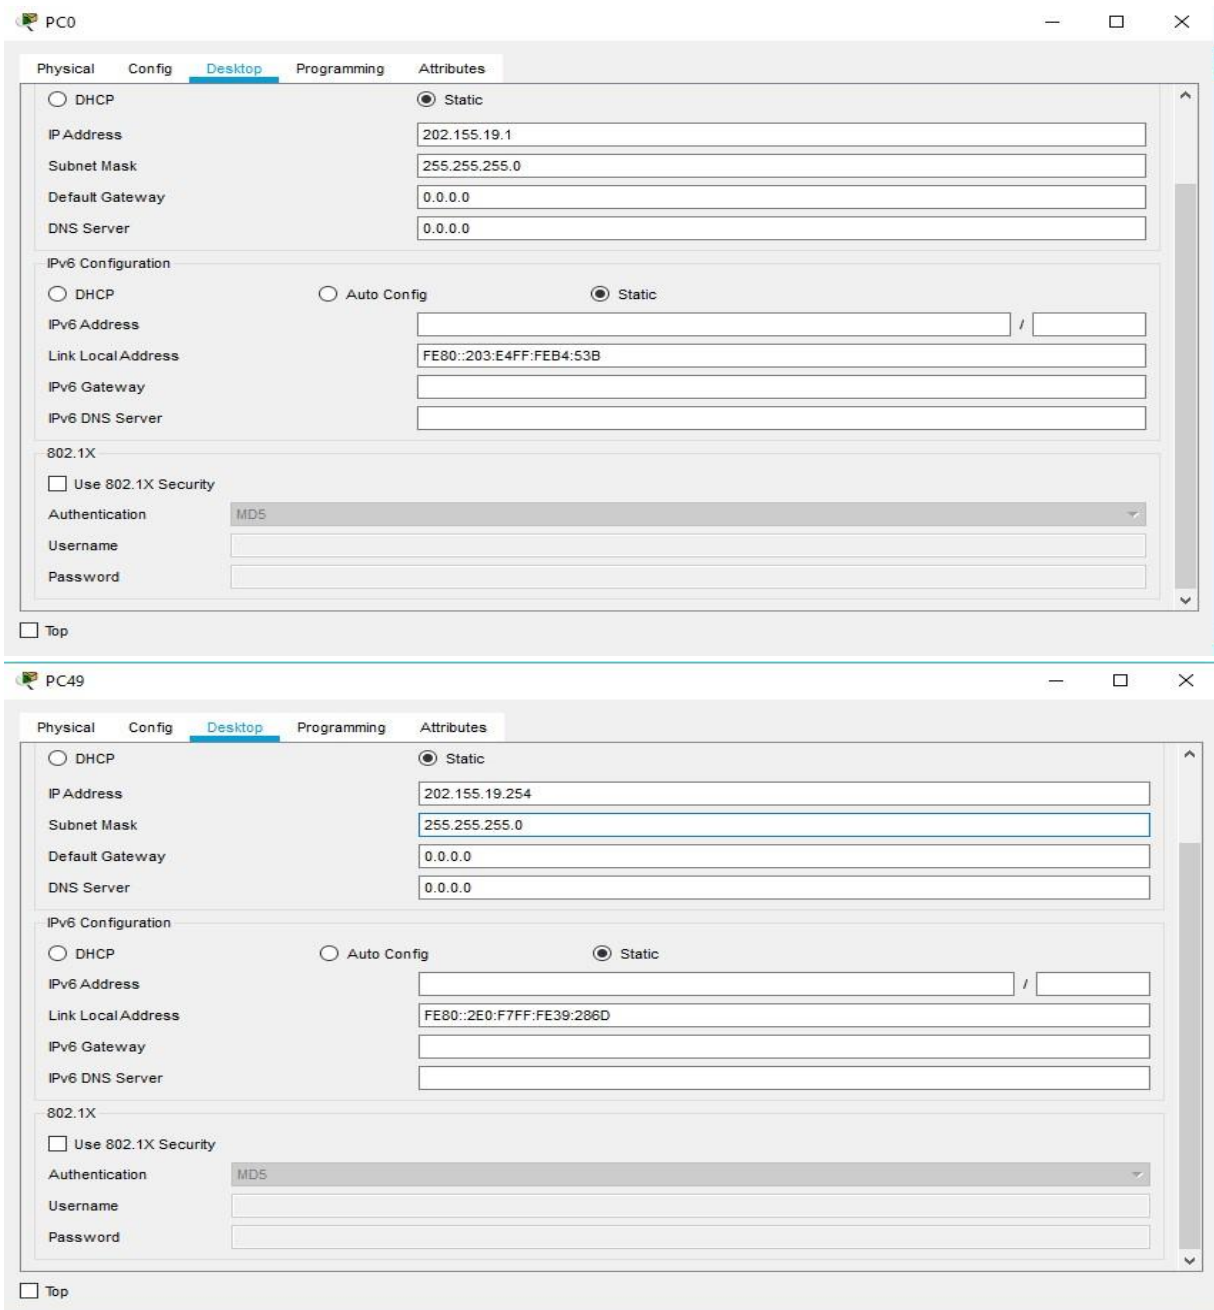 PC0
Physical Config Desktop Programming Attributes
DHCP Static
IP Address 202.155.19.1
Subnet Mask 255.255.255.0
Default Gateway 0.0.0.0
DNS Server 0.0.0.0
IPv6 Configuration
DHCP Auto Config Static
IPv6 Address /
Link Local Address FE80::203:E4FF:FEB4:53B
IPv6 Gateway
IPv6 DNS Server
802.1X
Use 802.1X Security
Authentication MD5
Username
Password
Top
PC49
Physical Config Desktop Programming Attributes
DHCP Static
IP Address 202.155.19.254
Subnet Mask 255.255.255.0
Default Gateway 0.0.0.0
DNS Server 0.0.0.0
IPv6 Configuration
DHCP Auto Config Static
IPv6 Address /
Link Local Address FE80::2E0:F7FF:FE39:286D
IPv6 Gateway
IPv6 DNS Server
802.1X
Use 802.1X Security
Authentication MD5
Username
Password
Top